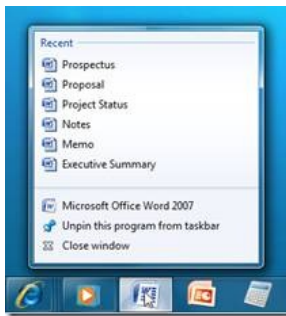 Recent
Prospectus
Proposal
Project Status
Notes
Memo
Executive Summary
Microsoft Office Word 2007
Unpin this program from taskbar
Close window